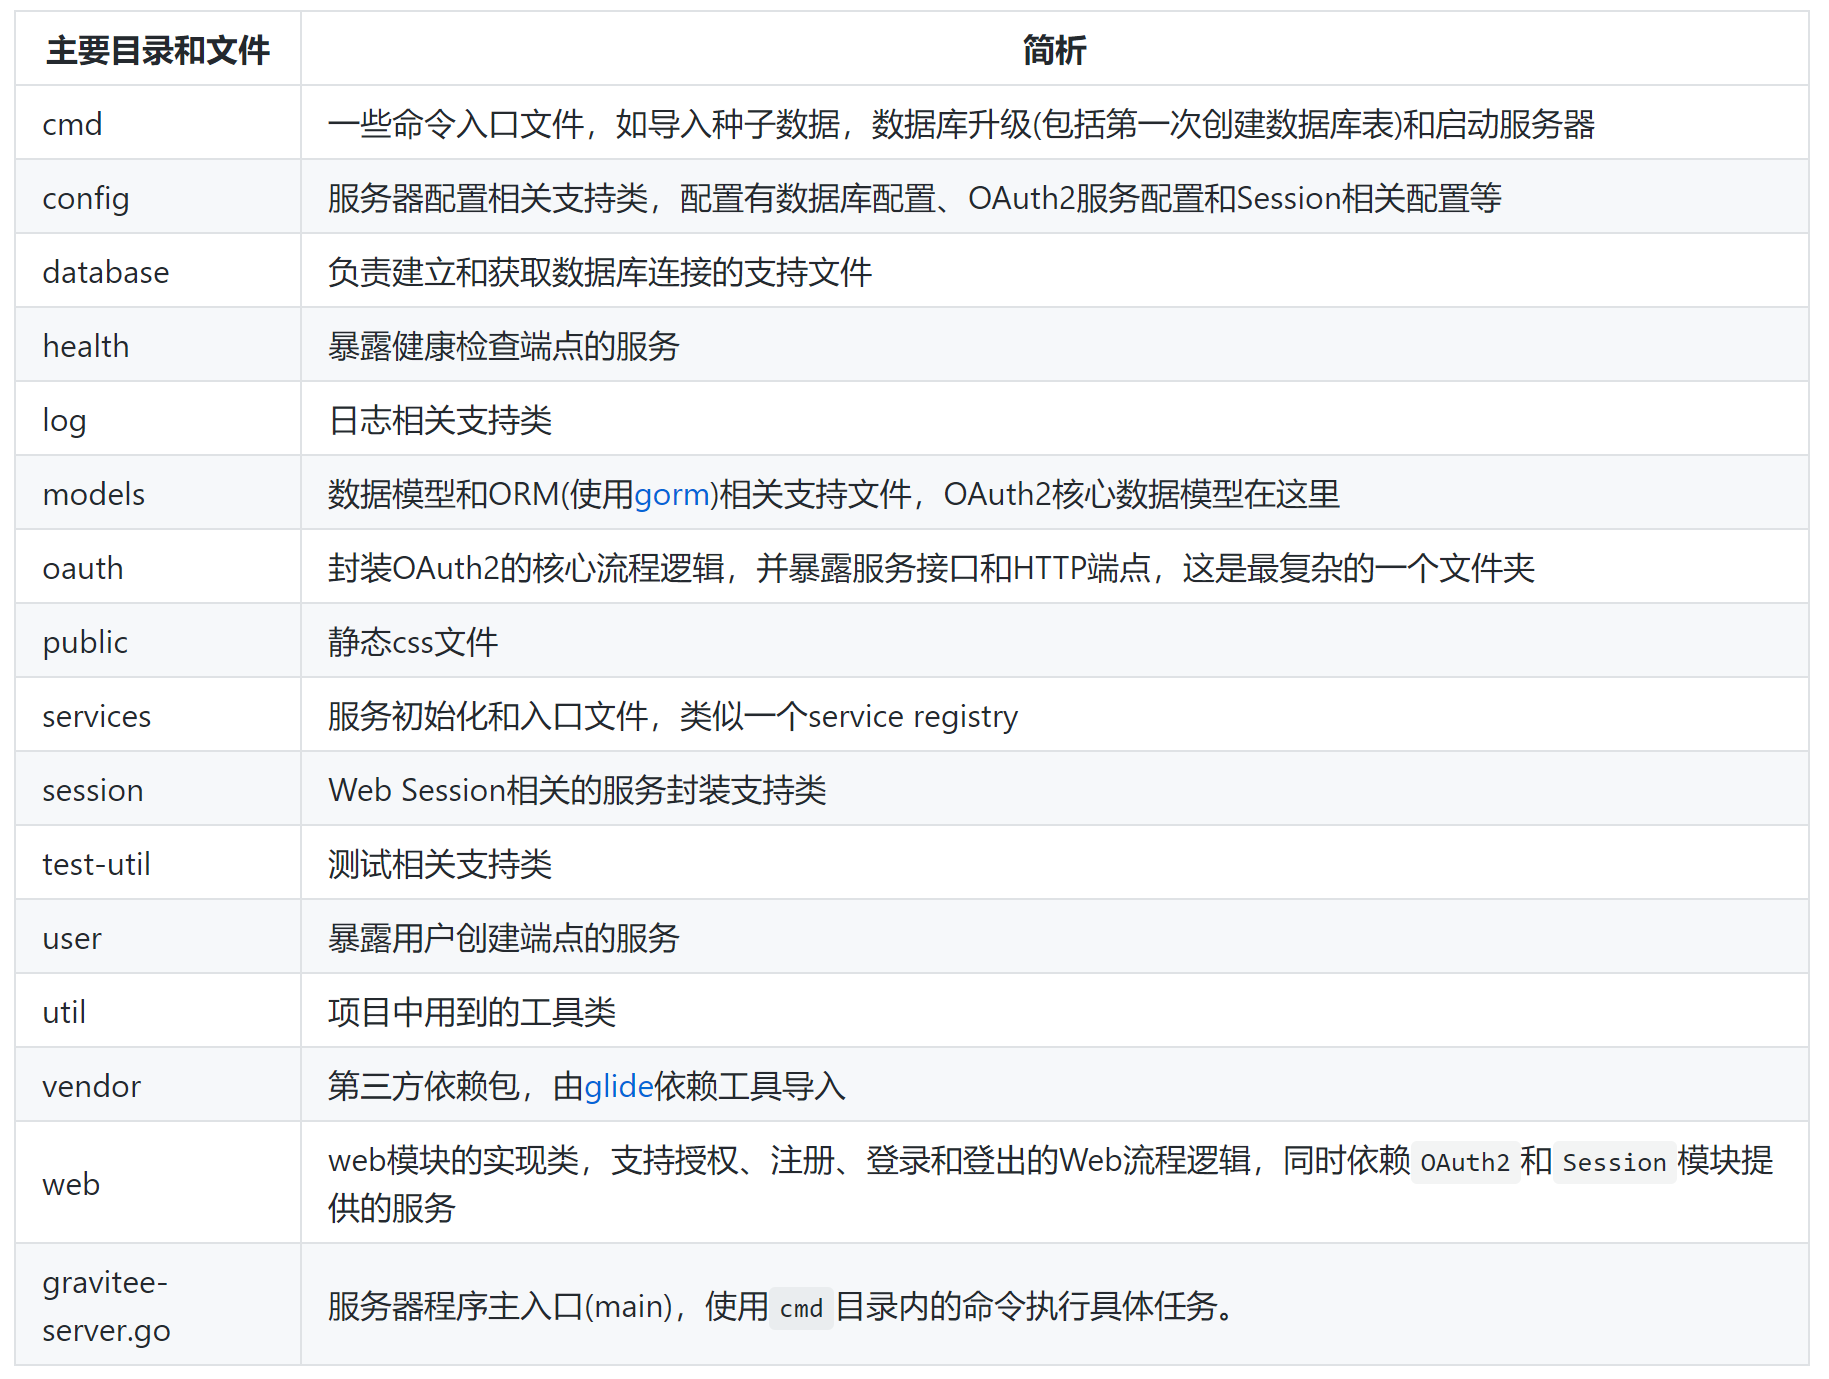 主要目录和文件 简析
cmd 一些命令入口文件，如导入种子数据，数据库升级(包括第一次创建数据库表)和启动服务器
config 服务器配置相关支持类，配置有数据库配置、OAuth2服务配置和Session相关配置等
database 负责建立和获取数据库连接的支持文件
health 暴露健康检查端点的服务
log 日志相关支持类
models 数据模型和ORM(使用gorm)相关支持文件，OAuth2核心数据模型在这里
oauth 封装OAuth2的核心流程逻辑，并暴露服务接口和HTTP端点，这是最复杂的一个文件夹
public 静态css文件
services 服务初始化和入口文件，类似一个service registry
session Web Session相关的服务封装支持类
test-util 测试相关支持类
user 暴露用户创建端点的服务
util 项目中用到的工具类
vendor 第三方依赖包，由glide依赖工具导入
web
web模块的实现类，支持授权、注册、登录和登出的Web流程逻辑，同时依赖 OAuth2 和 Session 模块提
供的服务
gravitee-
server.go
服务器程序主入口(main)，使用 cmd 目录内的命令执行具体任务。